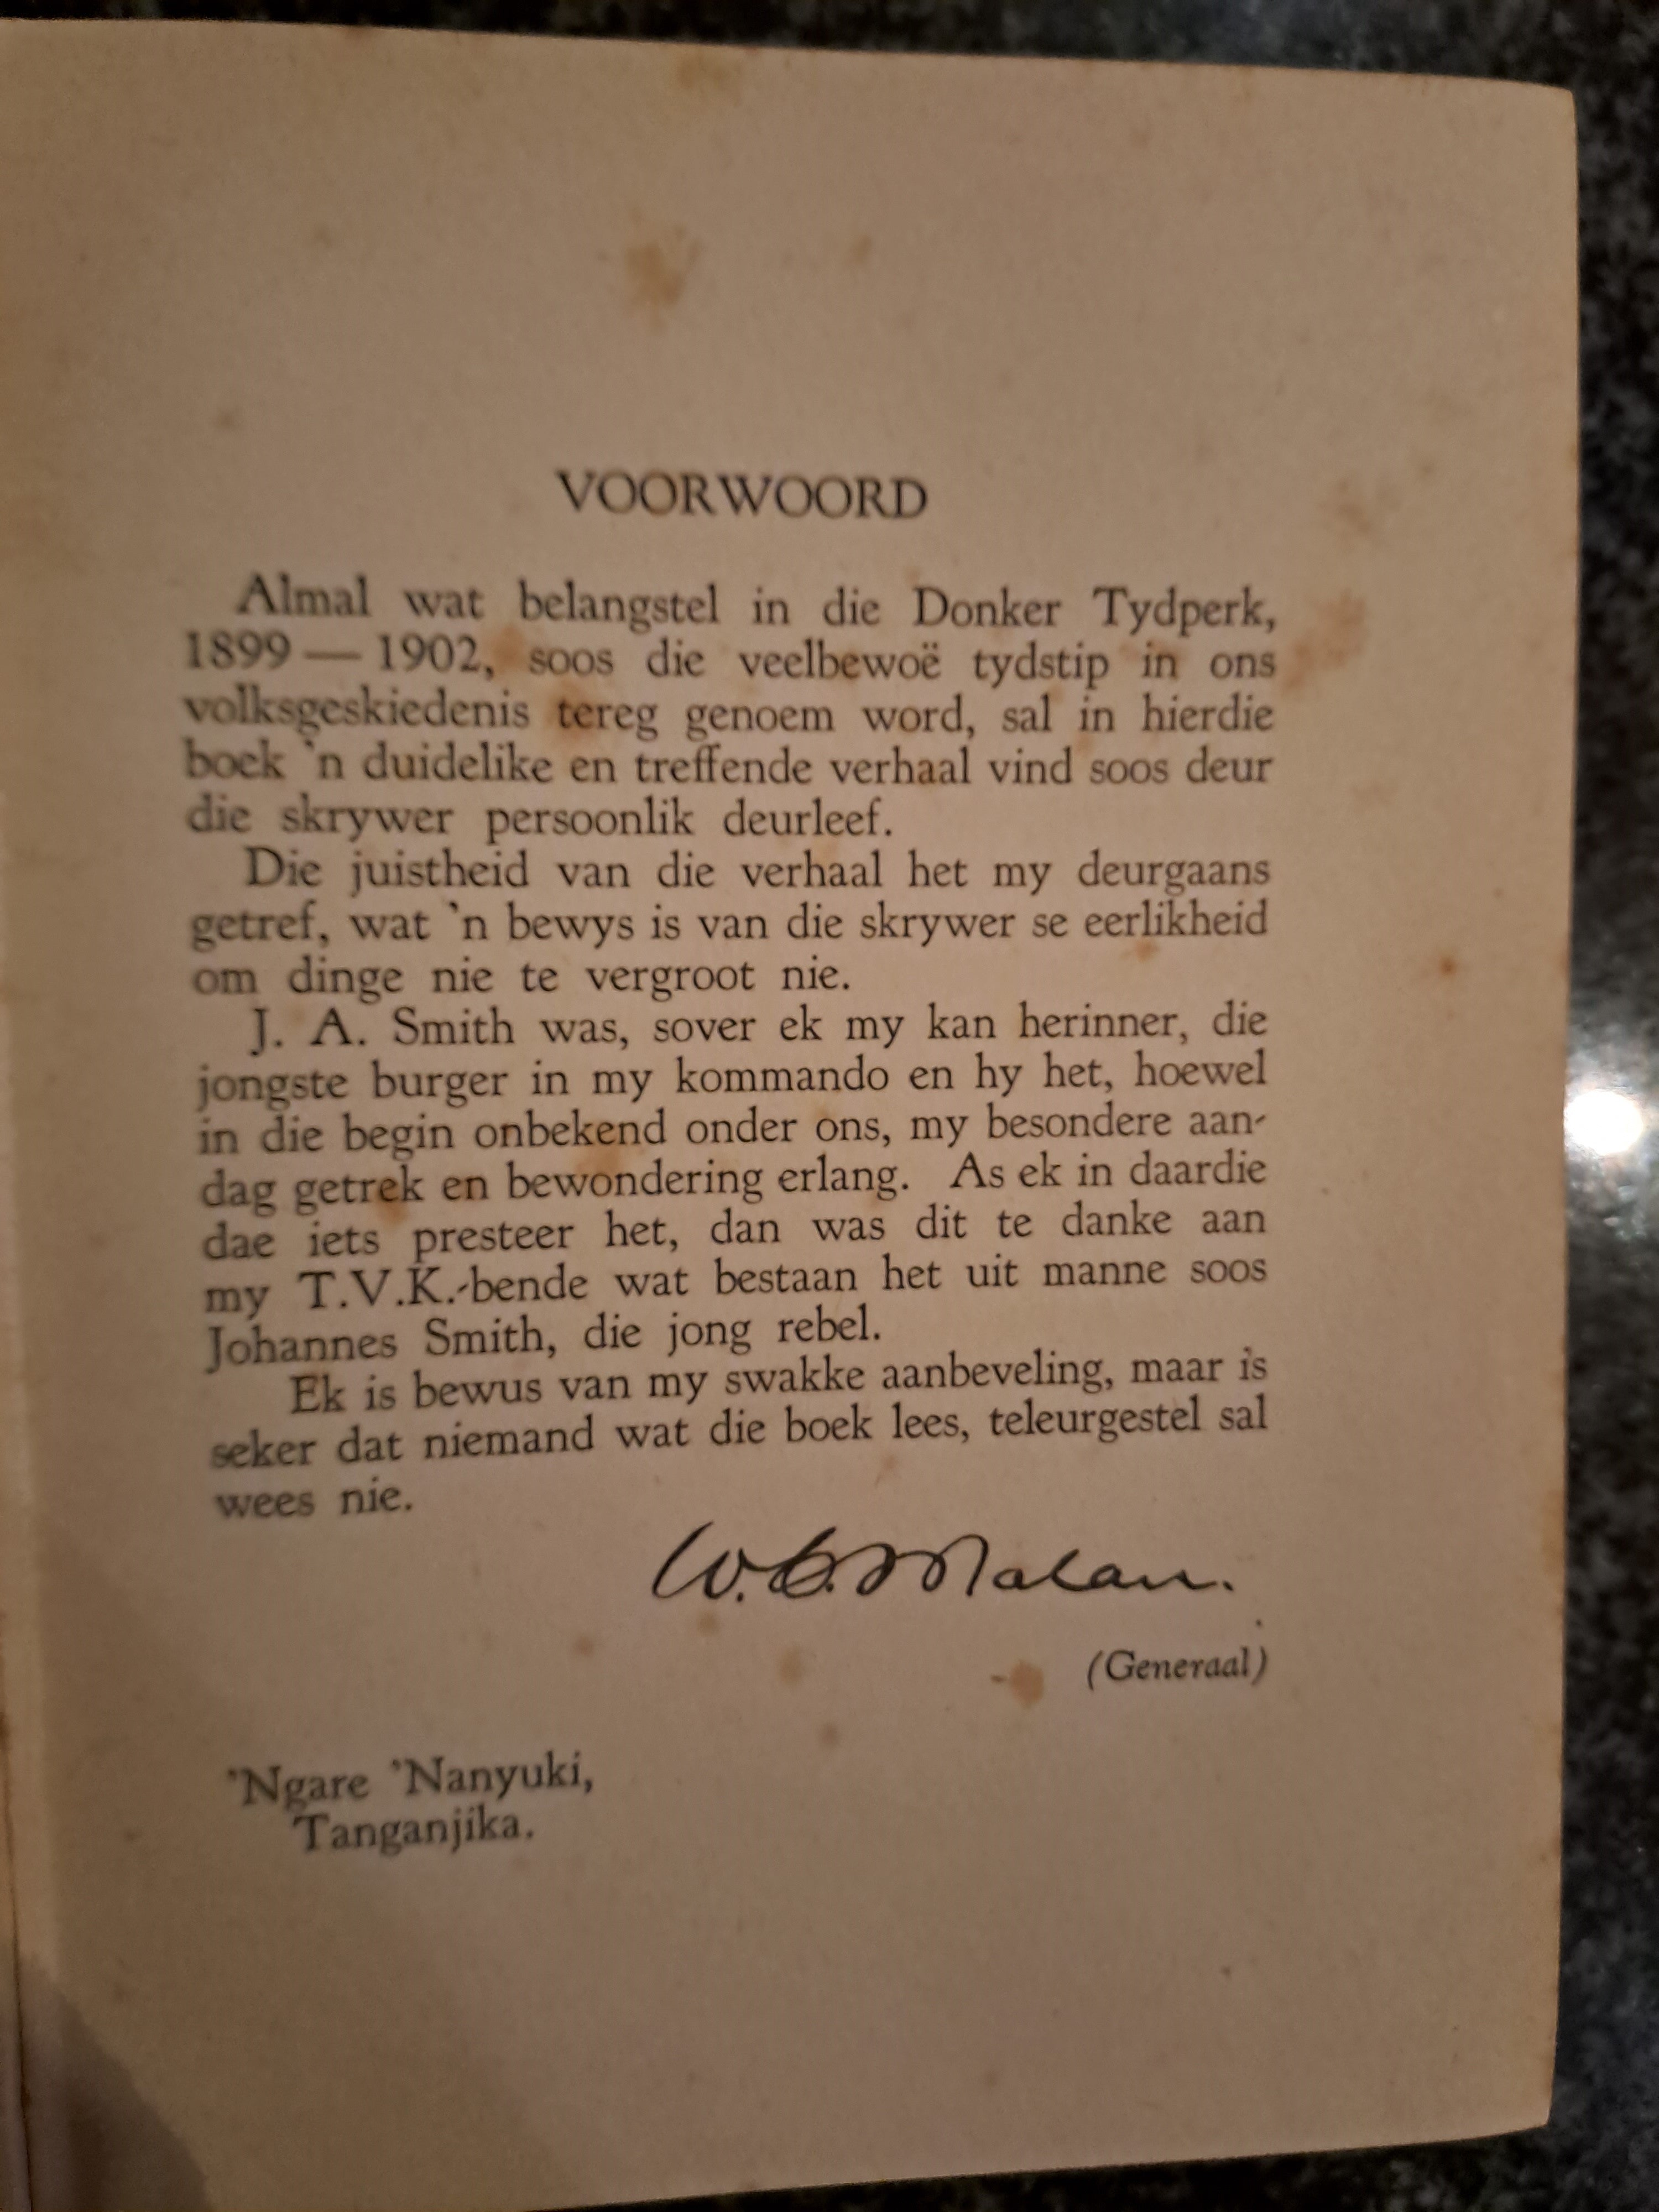 VOORWOORD
Almal wat belangstel in die Donker Tydperk,
1899 — 1902, soos die veelbewoë tydstip in ons
volksgeskiedenis tereg genoem word, sal in hierdie
boek 'n duidelike en treffende verhaal vind soos deur
die skrywer persoonlik deurleef.
Die juistheid van die verhaal het my deurgaans
getref, wat 'n bewys is van die skrywer se eerlikheid
om dinge nie te vergroot nie.
J. A. Smith was, sover ek my kan herinner, die
jongste burger in my kommando en hy het, hoewel
in die begin onbekend onder ons, my besondere aan-
dag getrek en bewondering erlang. As ek in daardie
dae iets presteer het, dan was dit te danke aan
my T.V.K.-bende wat bestaan het uit manne soos
Johannes Smith, die jong rebel.
Ek is bewus van my swakke aanbeveling, maar is
seker dat niemand wat die boek lees, teleurgestel sal
wees nie.
W. C. Malan.
(Generaal)
'Ngare 'Nanyuki,
Tanganjika.